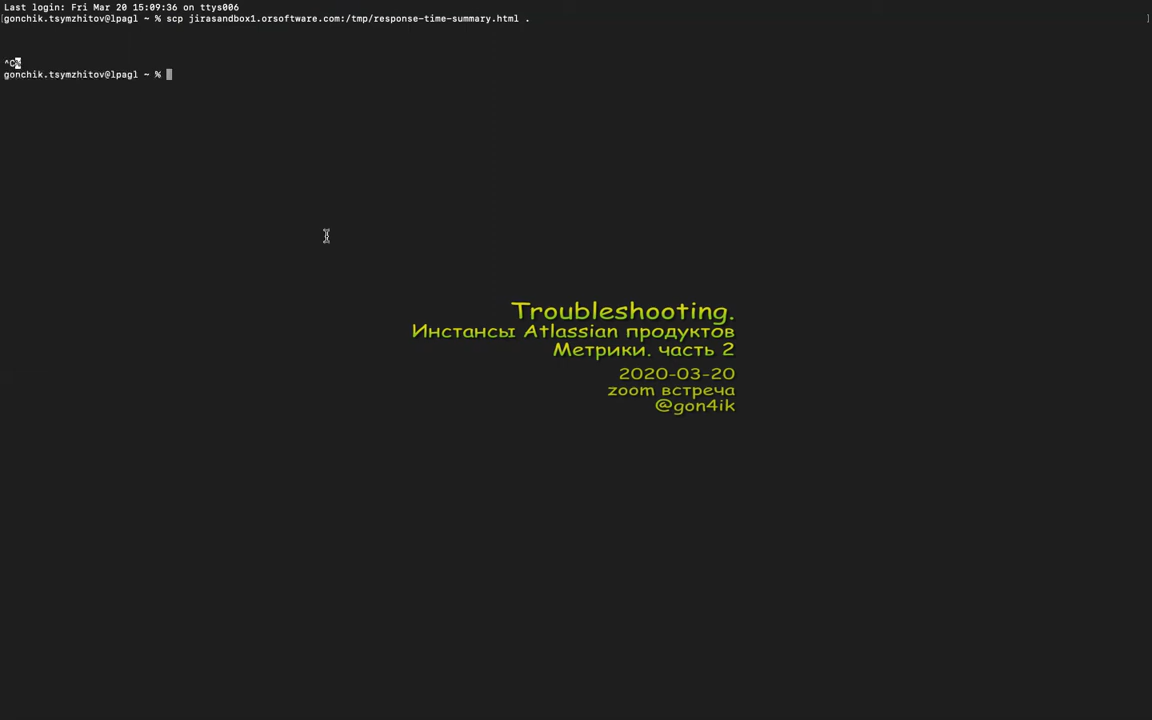 Last login: Fri Mar 20 15:09:36 on ttys006
[gonchik.tsymzhitov@lpagl ~ % scp jirasandbox1.orsoftware.com:/tmp/response-time-summary.html . ]
^C%
gonchik.tsymzhitov@lpagl ~ %
Troubleshooting.
Инстансы Atlassian продуктов
Метрики. часть 2
2020-03-20
zoom встреча
@gon4ik